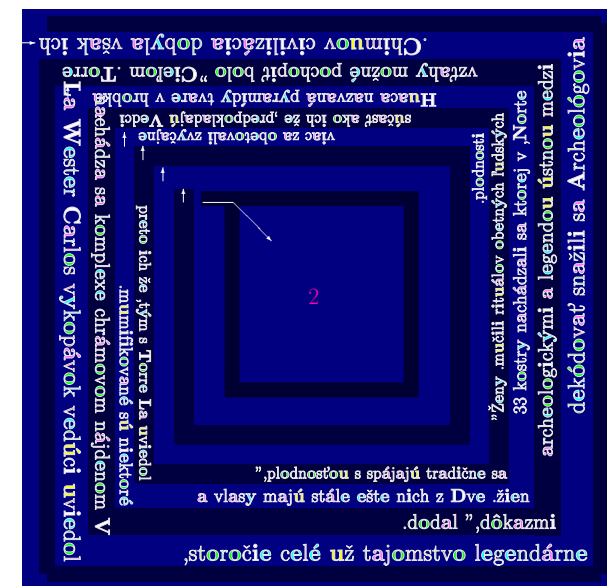 ich však dobyla civilizácia Chimuov.
Archeológovia sa snažili dekódovať
legendárne tajomstvo už celé storočie,
uviedol vedúci vykopávok Carlos Wester La
Torre. "Cieľom bolo pochopiť možné vzťahy
medzi ústnou legendou a archeologickými
dôkazmi," dodal.
V nájdenom chrámovom komplexe sa nachádza
hrobka v tvare pyramídy nazvaná Huaca
Norte, v ktorej sa nachádzali kostry 33
žien. Dve z nich ešte stále majú vlasy a
niektoré sú mumifikované.
Vedci predpokladajú, že ich ako súčasť
ľudských obetných rituálov mučili. "Ženy
sa tradične spájajú s plodnosťou,"
uviedol La Torre s tým, že ich preto
zvyčajne obetovali za viac
plodnosti.
2